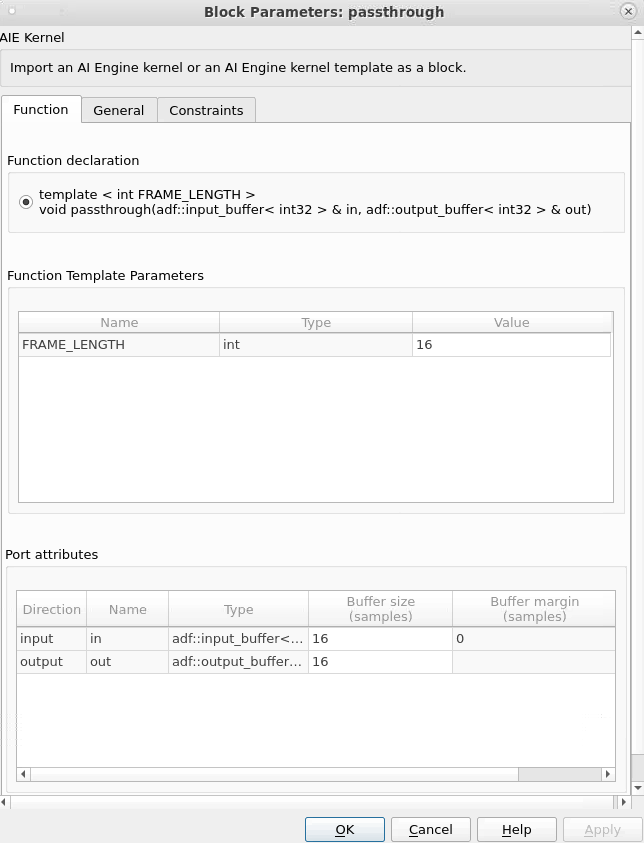 Block Parameters: passthrough
AIE Kernel
Import an AI Engine kernel or an AI Engine kernel template as a block.
Function General Constraints
Function declaration
template < int FRAME_LENGTH >
void passthrough(adf::input_buffer< int32 > & in, adf::output_buffer< int32 > & out)
Function Template Parameters
Name Type Value
FRAME_LENGTH int 16
Port attributes
Direction Name Type Buffer size (samples) Buffer margin (samples)
input in adf::input_buffer<... 16 0
output out adf::output_buffer... 16
OK Cancel Help Apply